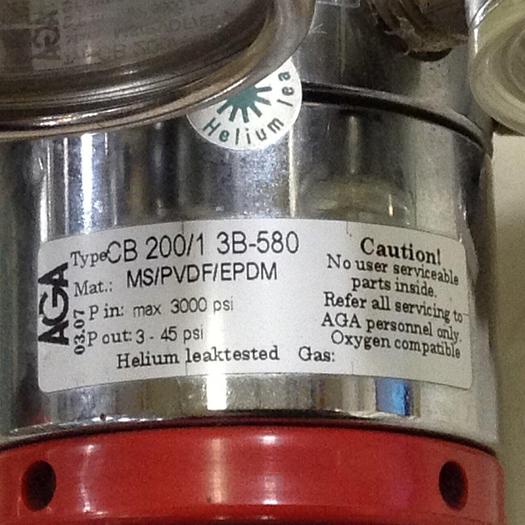 Helium lea
AGA
03.07
Type CB 200/1 3B-580
Mat.: MS/PVDF/EPDM
P in: max 3000 psi
P out: 3 - 45 psi
Helium leaktested Gas:
Caution!
No user serviceable
parts inside.
Refer all servicing to
AGA personnel only.
Oxygen compatible